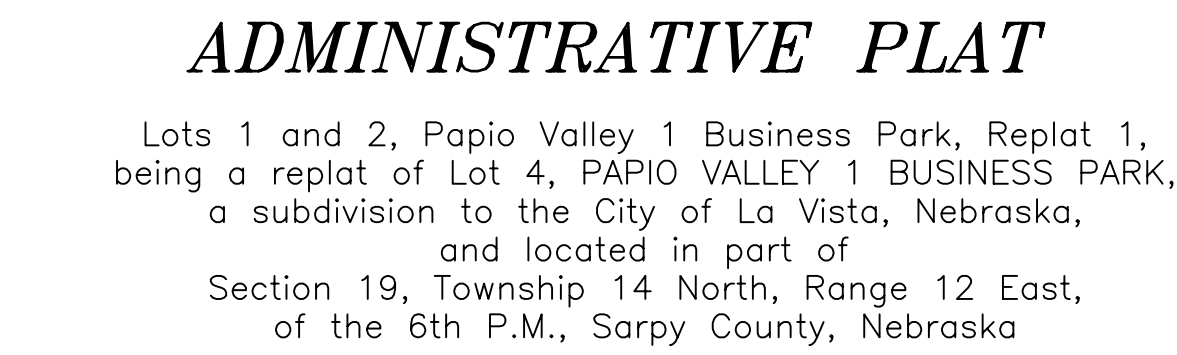 ADMINISTRATIVE PLAT
Lots 1 and 2, Papio Valley 1 Business Park, Replat 1,
being a replat of Lot 4, PAPIO VALLEY 1 BUSINESS PARK,
a subdivision to the City of La Vista, Nebraska,
and located in part of
Section 19, Township 14 North, Range 12 East,
of the 6th P.M., Sarpy County, Nebraska